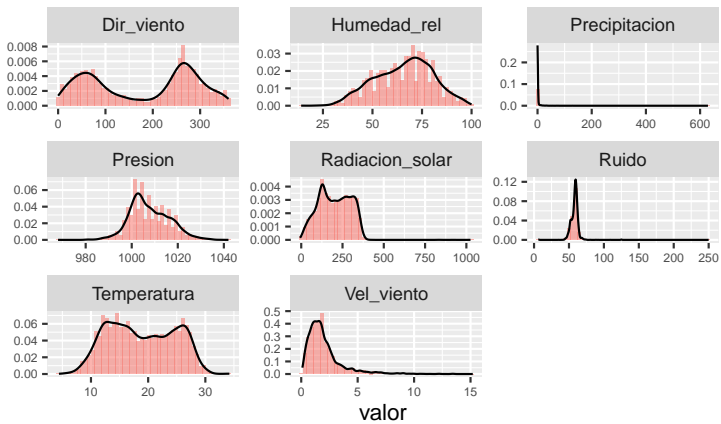 Dir_viento Humedad_rel Precipitacion
0.008
0.006
0.004
0.002
0.000
0 100 200 300
0.03
0.02
0.01
0.00
25 50 75 100
0.2
0.1
0.0
0 200 400 600
Presion Radiacion_solar Ruido
0.06
0.04
0.02
0.00
980 1000 1020 1040
0.004
0.003
0.002
0.001
0.000
0 250 500 750 1000
0.12
0.08
0.04
0.00
0 50 100 150 200 250
Temperatura Vel_viento
0.06
0.04
0.02
0.00
10 20 30
0.5
0.4
0.3
0.2
0.1
0.0
0 5 10 15
valor